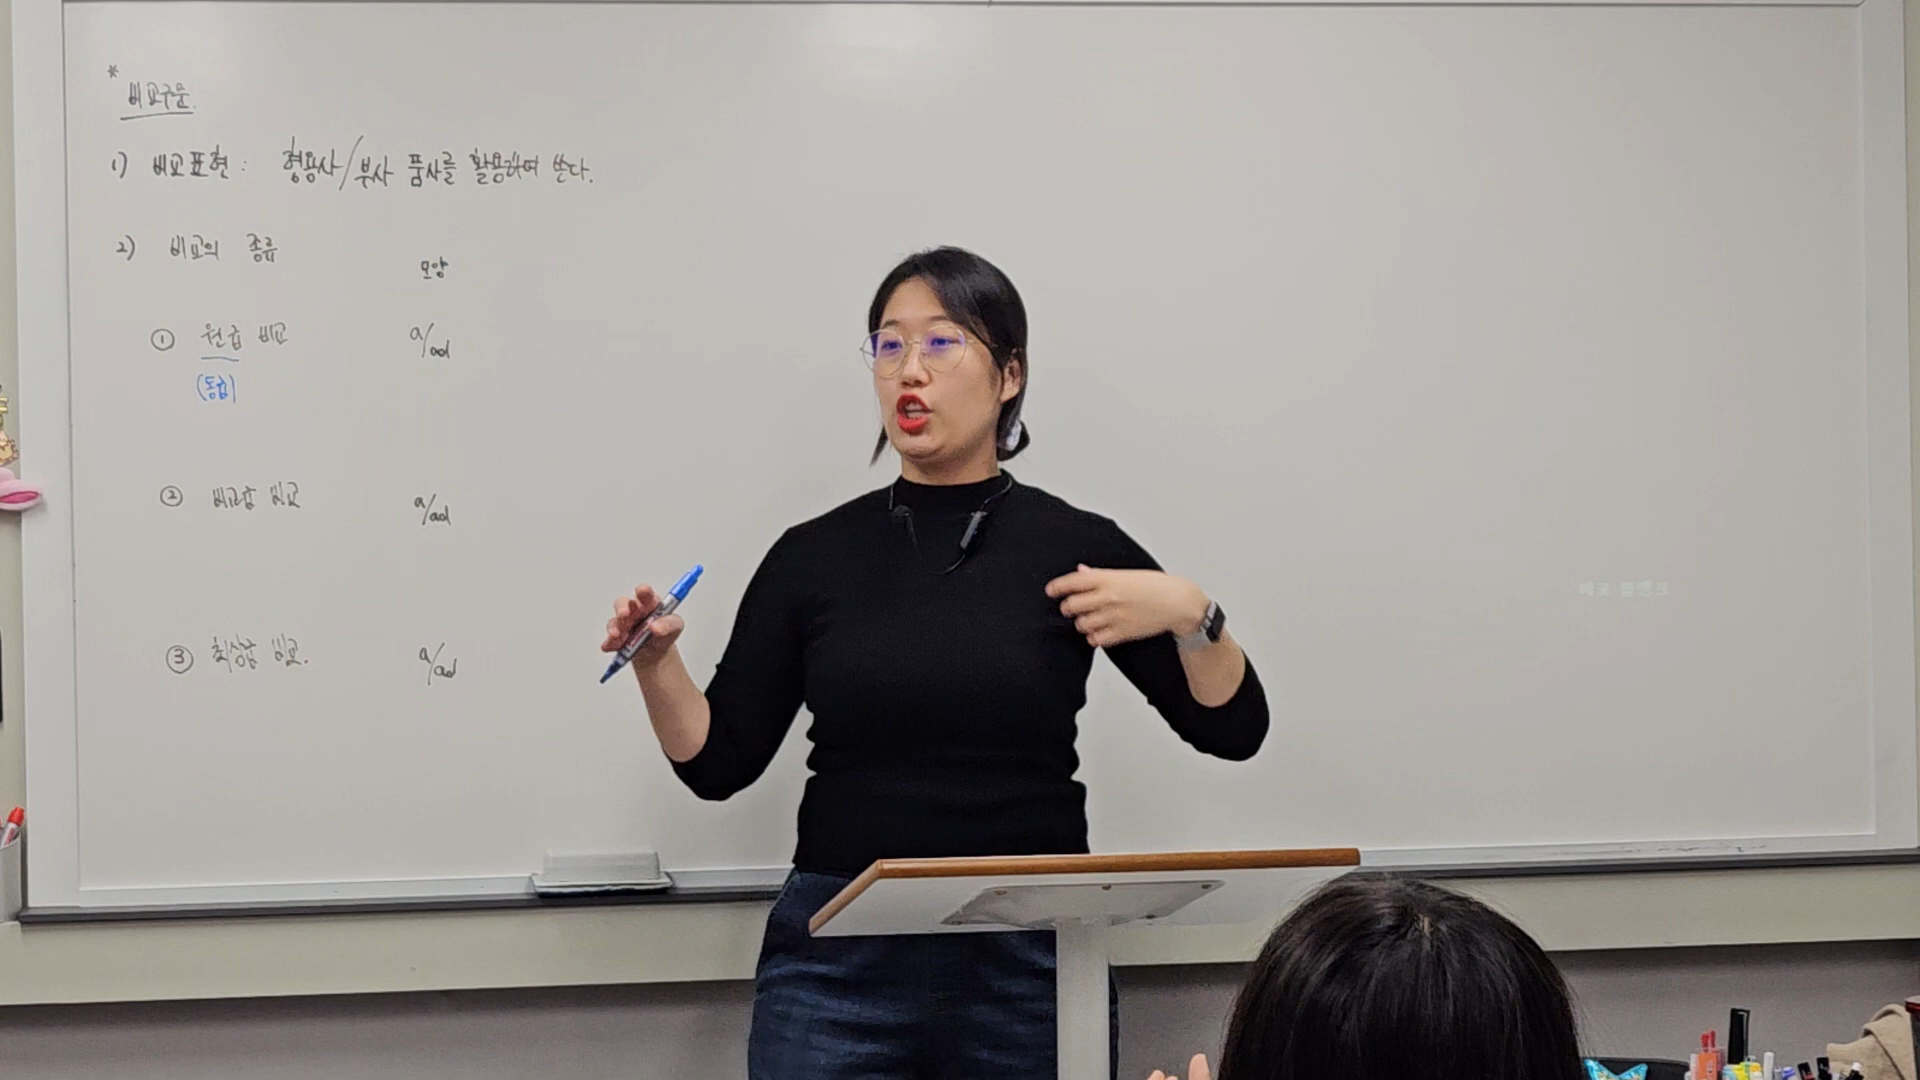 *
비교구문.
1) 비교표현 : 형용사/부사 품사를 활용하여 쓴다.
2) 비교의 종류
모양
① 원급 비교 a/ad
(동급)
② 비교급 비교 a/ad
③ 최상급 비교. a/ad